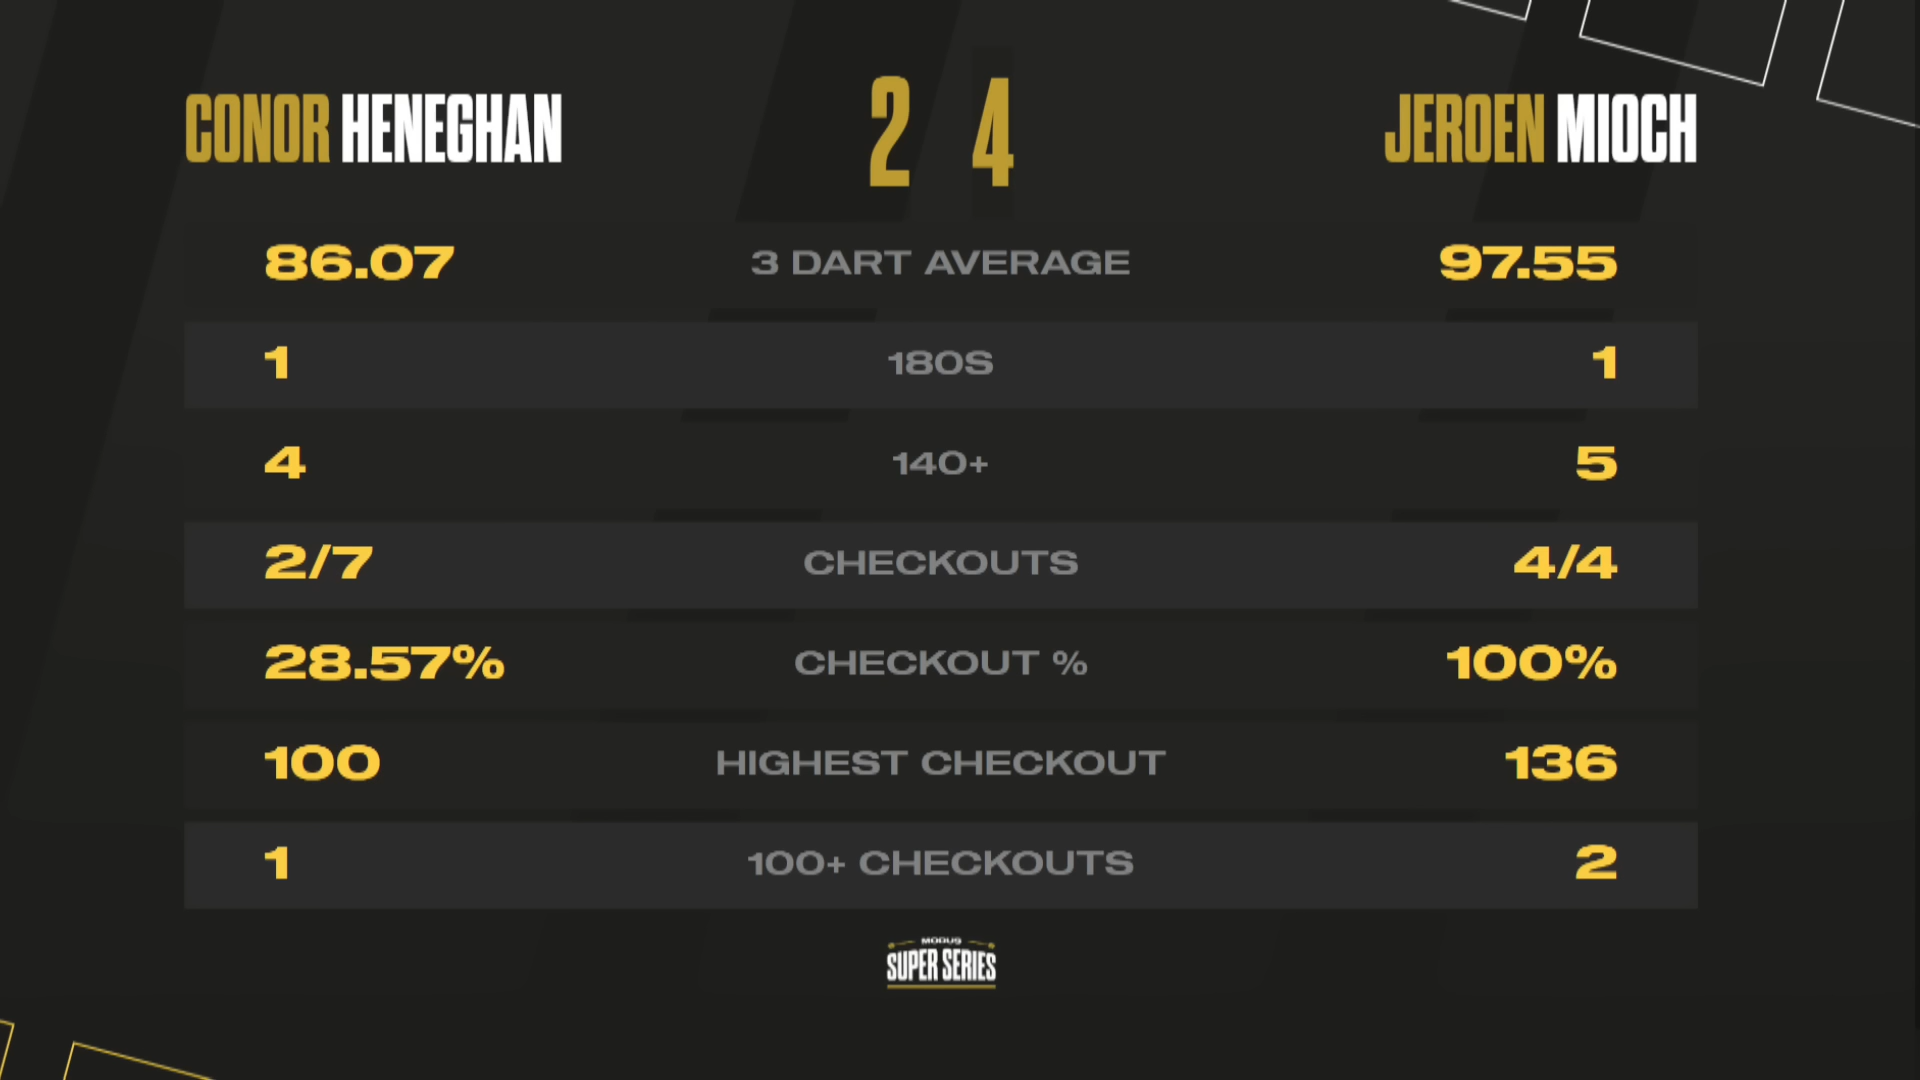 CONOR HENEGHAN 2 4 JEROEN MIOCH
86.07 3 DART AVERAGE 97.55
1 180S 1
4 140+ 5
2/7 CHECKOUTS 4/4
28.57% CHECKOUT % 100%
100 HIGHEST CHECKOUT 136
1 100+ CHECKOUTS 2
MODUS
SUPER SERIES